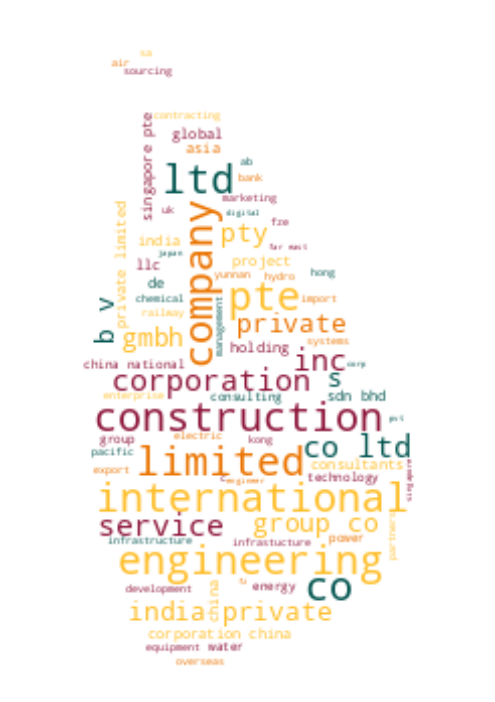 sa
air
sourcing
contracting
singapore pte
global
asia
ab
ltd
bank
marketing
uk
digital
private limited
company
fze
pty
india
far east
japan
project
llc
yunnan
hydro
hong
de
pte
chemical
import
b v
railway
management
private
gmbh
systems
holding
inc
china national
corp
corporation
s
enterprise
consulting
sdn bhd
construction
pvt
group
electric
kong
co ltd
pacific
limited
consultants
export
technology
engineer
international
service
group co
partners
power
infrastructure
infrastucture
engineering
development
china
energy
co
india private
corporation china
equipment
water
overseas